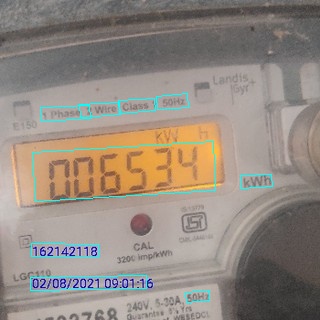 Landis
Gyr
1 Phase 2 Wire Class 1 50Hz
E150
kW h
006534
kWh
162142118
CAL
3200 imp/kWh
LGC110
02/08/2021 09:01:16
50Hz
240V, 5-30A,